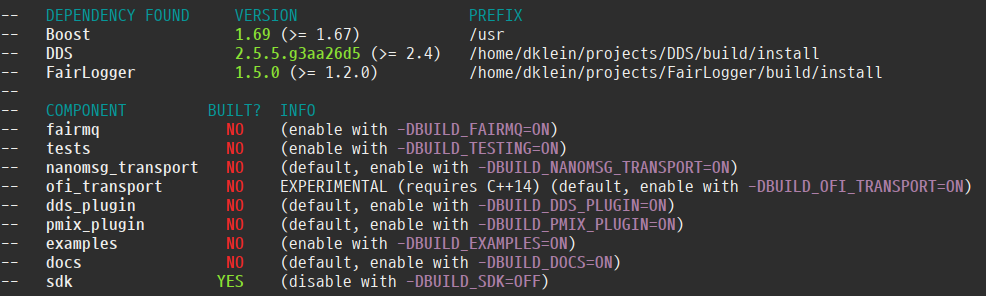 -- DEPENDENCY FOUND VERSION PREFIX
-- Boost 1.69 (>= 1.67) /usr
-- DDS 2.5.5.g3aa26d5 (>= 2.4) /home/dklein/projects/DDS/build/install
-- FairLogger 1.5.0 (>= 1.2.0) /home/dklein/projects/FairLogger/build/install
--
-- COMPONENT BUILT? INFO
-- fairmq NO (enable with -DBUILD_FAIRMQ=ON)
-- tests NO (enable with -DBUILD_TESTING=ON)
-- nanomsg_transport NO (default, enable with -DBUILD_NANOMSG_TRANSPORT=ON)
-- ofi_transport NO EXPERIMENTAL (requires C++14) (default, enable with -DBUILD_OFI_TRANSPORT=ON)
-- dds_plugin NO (default, enable with -DBUILD_DDS_PLUGIN=ON)
-- pmix_plugin NO (default, enable with -DBUILD_PMIX_PLUGIN=ON)
-- examples NO (enable with -DBUILD_EXAMPLES=ON)
-- docs NO (default, enable with -DBUILD_DOCS=ON)
-- sdk YES (disable with -DBUILD_SDK=OFF)